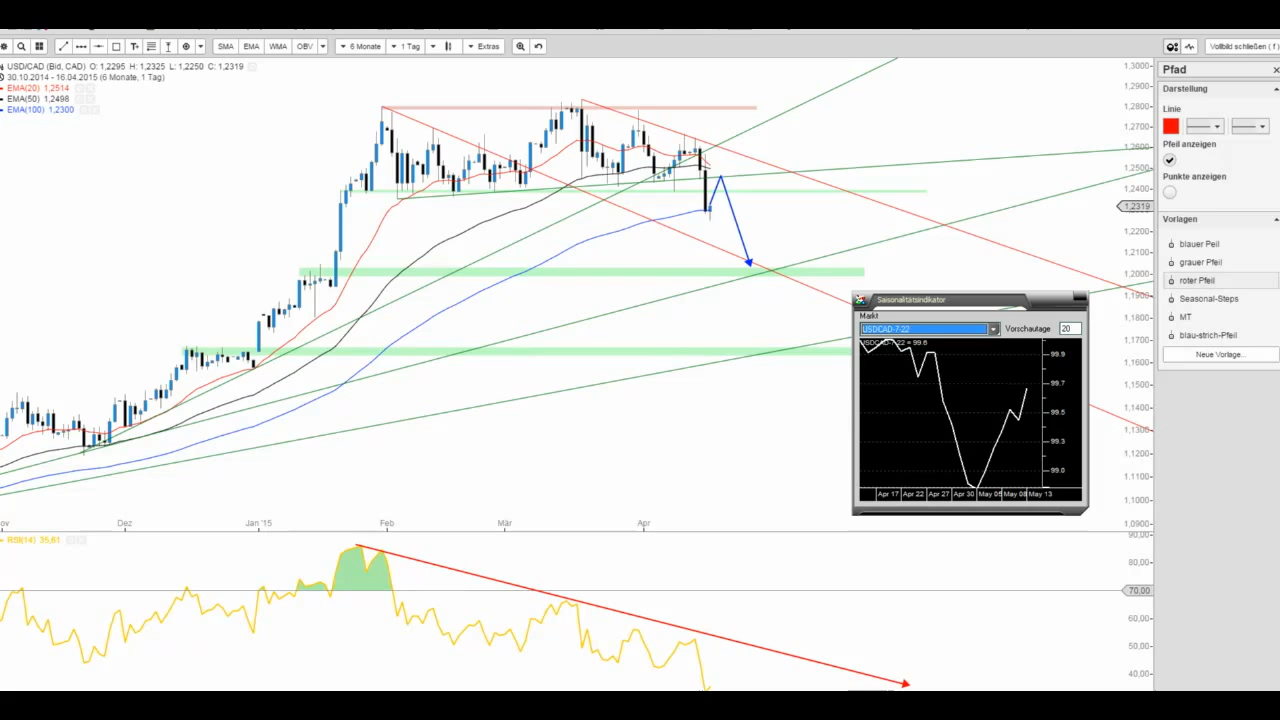 SMA EMA WMA OBV 6 Monate 1 Tag Extras Vollbild schließen ( f )
USD/CAD (Bid, CAD) O: 1,2295 H: 1,2325 L: 1,2250 C: 1,2319
30.10.2014 - 16.04.2015 (6 Monate, 1 Tag)
EMA(20) 1,2514
EMA(50) 1,2498
EMA(100) 1,2300
1,3000
1,2900
1,2800
1,2700
1,2600
1,2500
1,2400
1,2319
1,2200
1,2100
1,2000
1,1900
1,1800
1,1700
1,1600
1,1500
1,1400
1,1300
1,1200
1,1100
1,1000
1,0900
Dez Jan '15 Feb Mär Apr
RSI(14) 35,61
90,00
80,00
70,00
60,00
50,00
40,00
Saisonalitätsindikator
Markt
USDCAD-7-22 Vorschautage 20
99.9
99.7
99.5
99.3
99.0
Apr 17 Apr 22 Apr 27 Apr 30 May 05 May 08 May 13
Pfad
Darstellung
Linie
Pfeil anzeigen
Punkte anzeigen
Vorlagen
blauer Peil
grauer Pfeil
roter Pfeil
Seasonal-Steps
MT
blau-strich-Pfeil
Neue Vorlage...